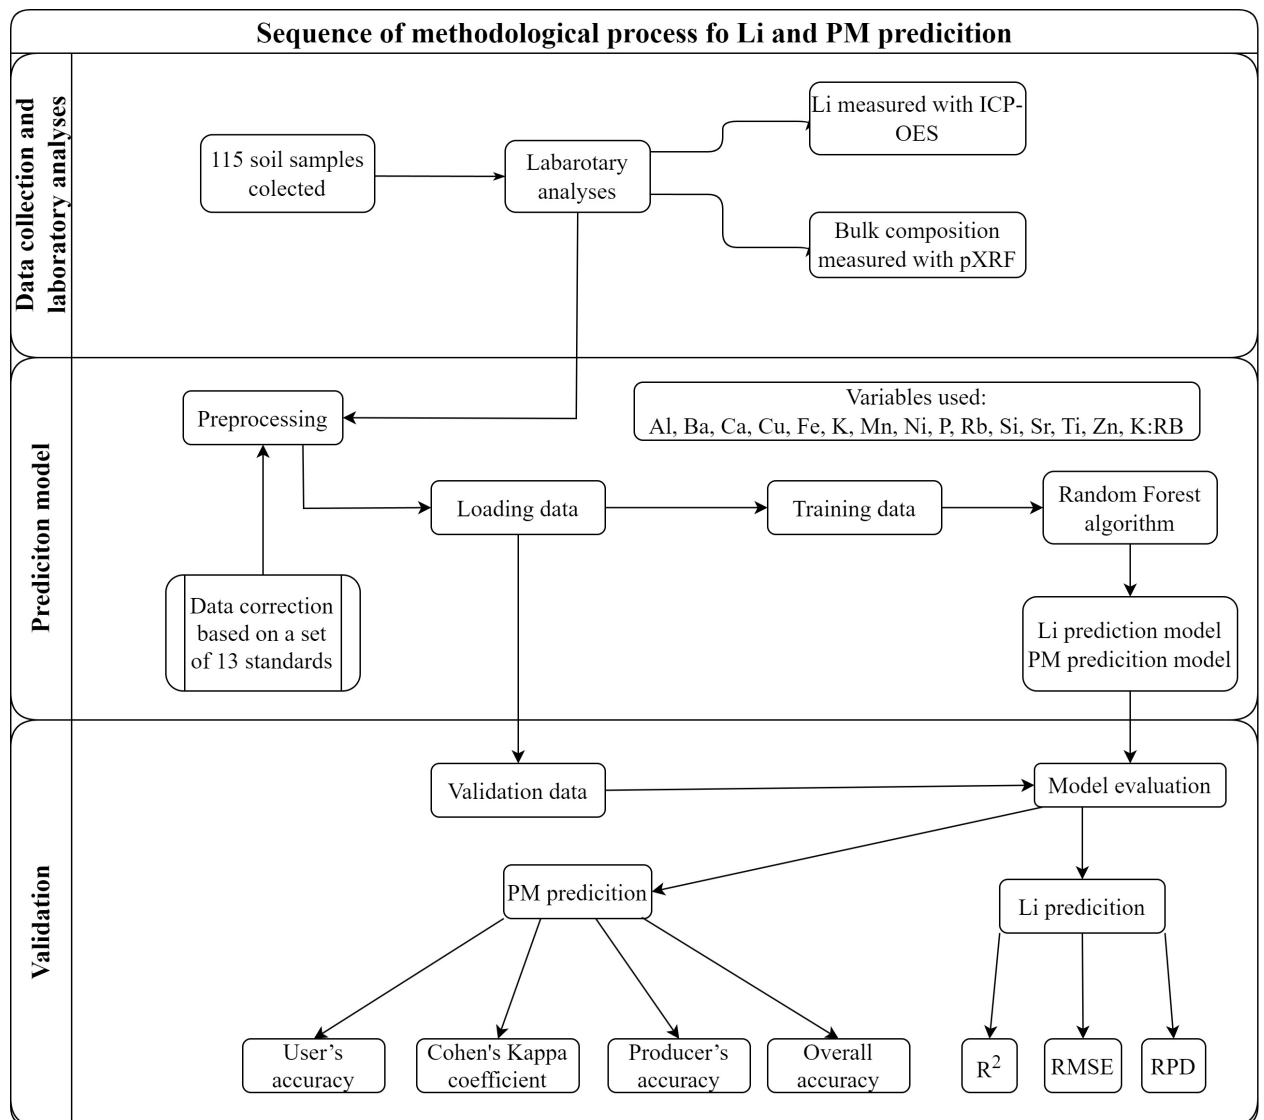 Sequence of methodological process fo Li and PM predicition
Data collection and
laboratory analyses
115 soil samples
colected
Labarotary
analyses
Li measured with ICP-
OES
Bulk composition
measured with pXRF
Prediciton model
Preprocessing
Variables used:
Al, Ba, Ca, Cu, Fe, K, Mn, Ni, P, Rb, Si, Sr, Ti, Zn, K:RB
Loading data
Training data
Random Forest
algorithm
Data correction
based on a set
of 13 standards
Li prediction model
PM predicition model
Validation
Validation data
Model evaluation
PM predicition
Li predicition
User’s
accuracy
Cohen's Kappa
coefficient
Producer’s
accuracy
Overall
accuracy
R²
RMSE
RPD